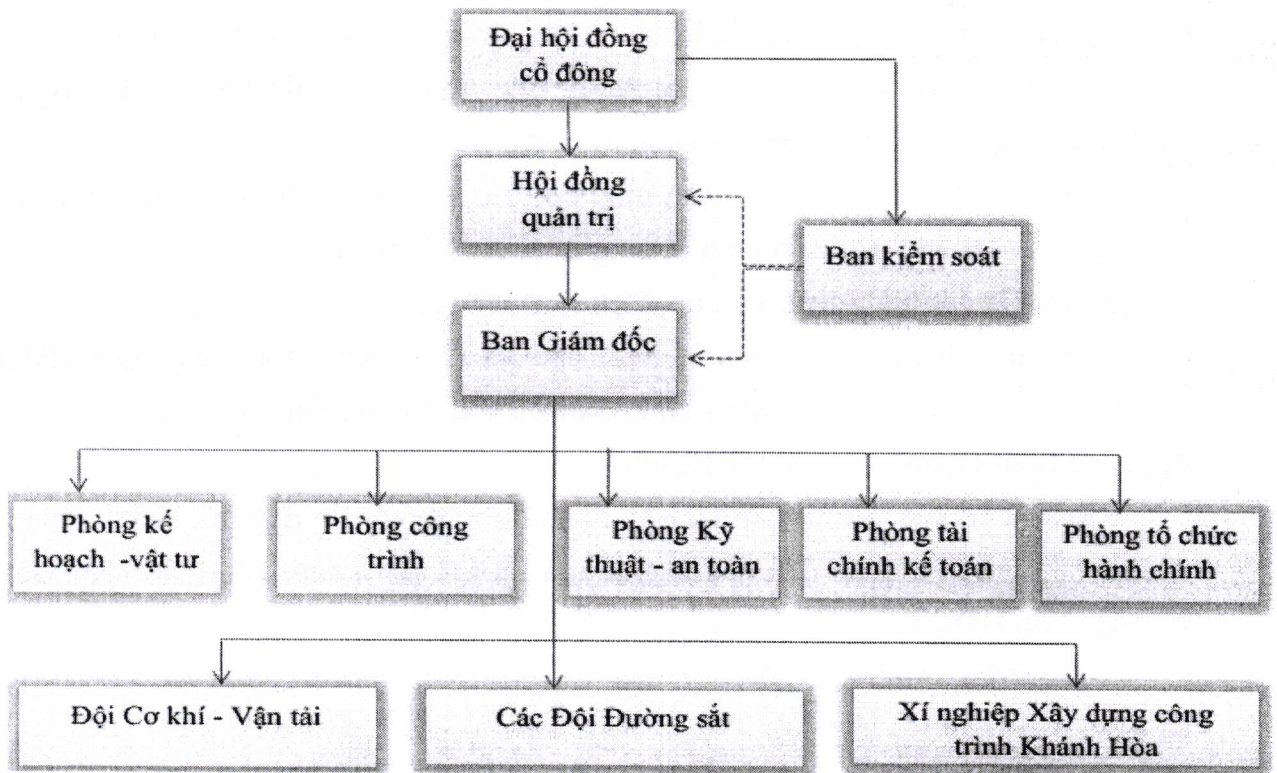 Đại hội đồng
cổ đông
Hội đồng
quản trị
Ban kiểm soát
Ban Giám đốc
Phòng kế
hoạch -vật tư
Phòng công
trình
Phòng Kỹ
thuật - an toàn
Phòng tài
chính kế toán
Phòng tổ chức
hành chính
Đội Cơ khí - Vận tải
Các Đội Đường sắt
Xí nghiệp Xây dựng công
trình Khánh Hòa